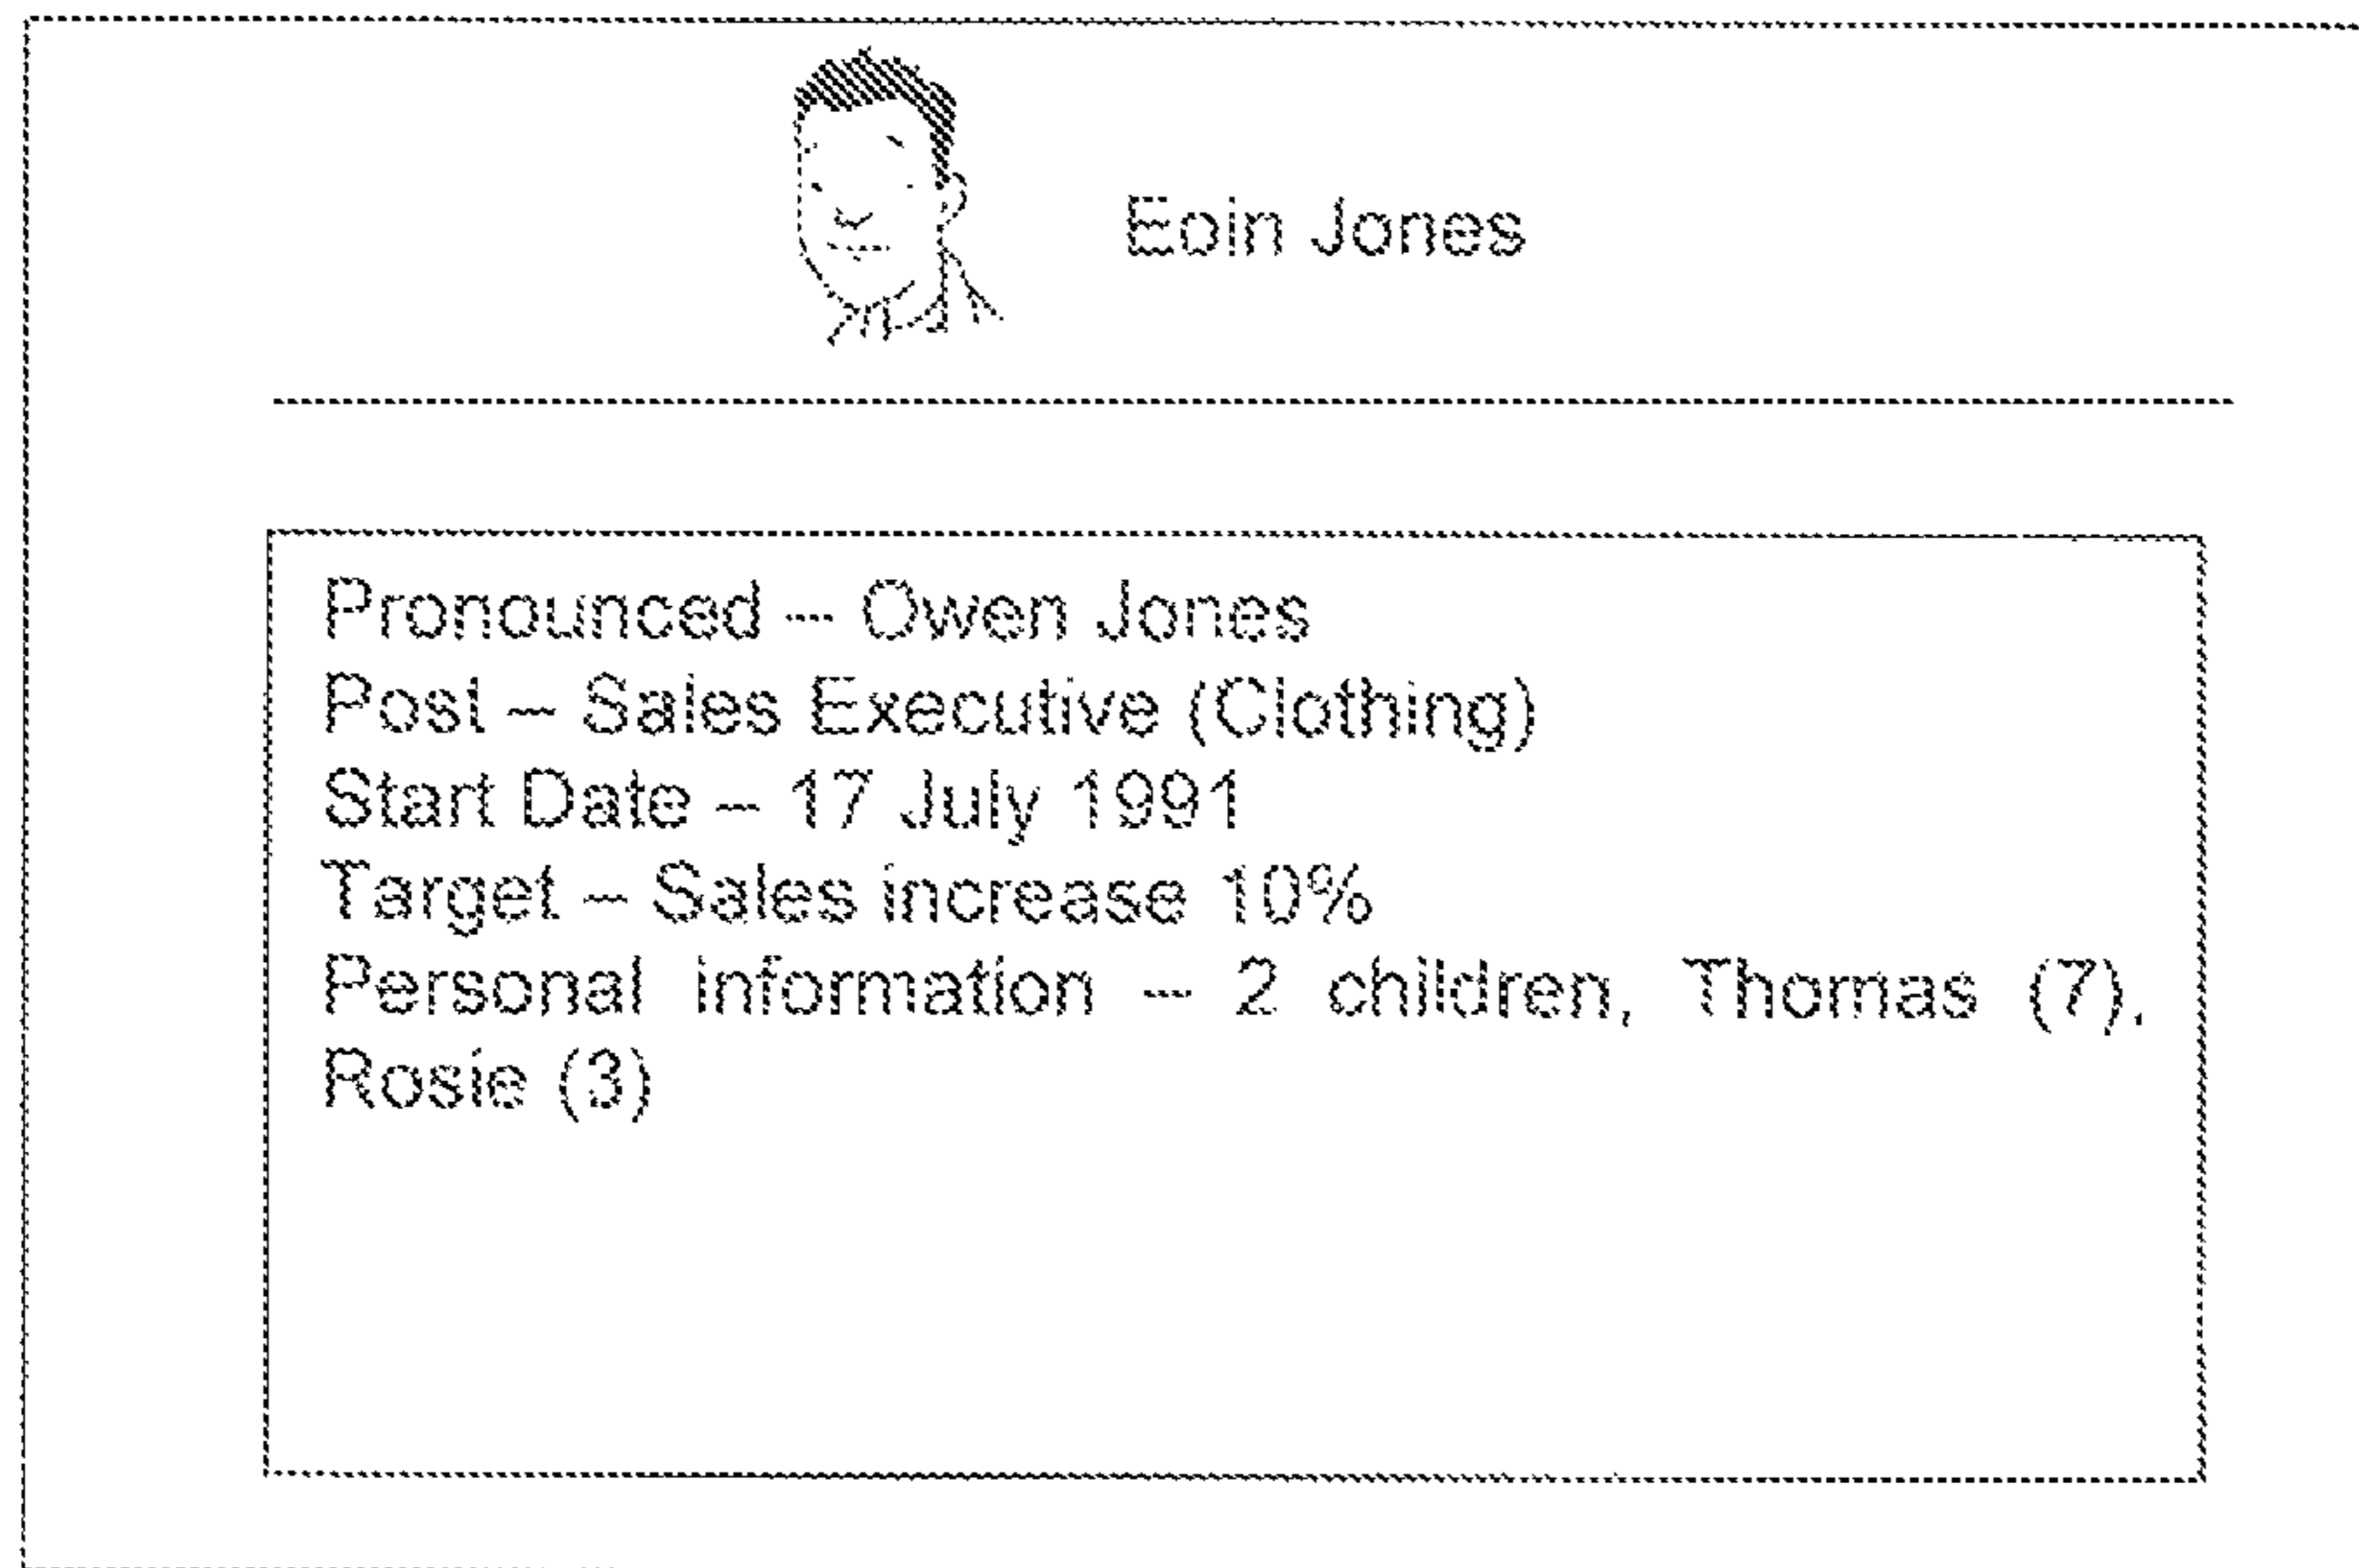 Eoin Jones
Pronounced – Owen Jones
Post – Sales Executive (Clothing)
Start Date – 17 July 1991
Target – Sales increase 10%
Personal information – 2 children, Thomas (7),
Rosie (3)